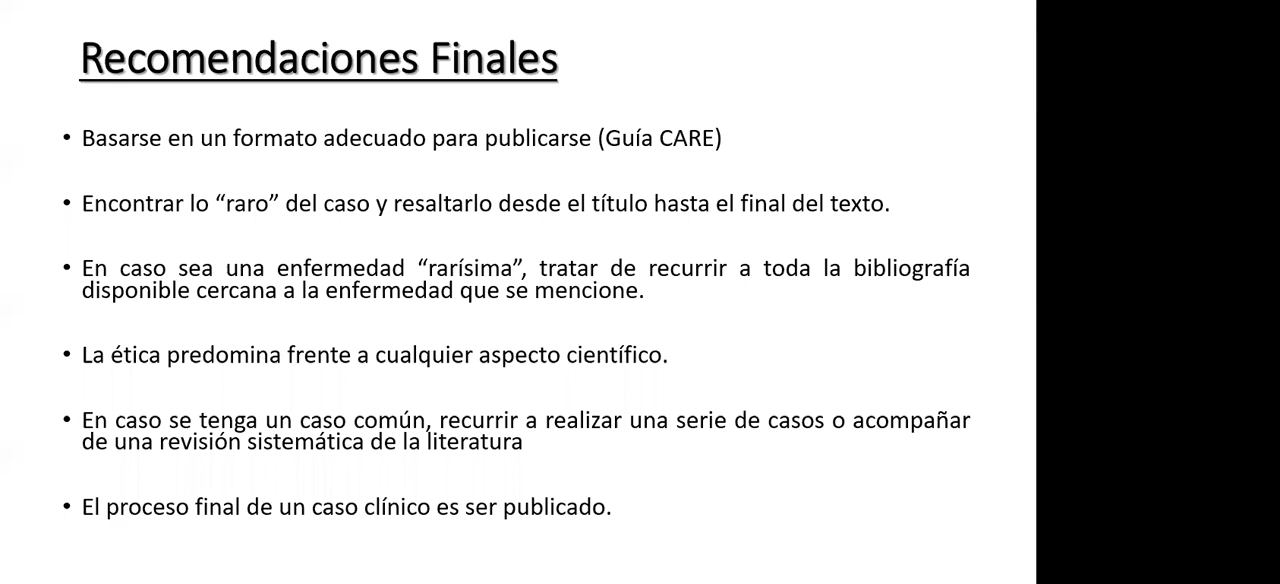 Recomendaciones Finales
• Basarse en un formato adecuado para publicarse (Guía CARE)
• Encontrar lo “raro” del caso y resaltarlo desde el título hasta el final del texto.
• En caso sea una enfermedad “rarísima”, tratar de recurrir a toda la bibliografía
disponible cercana a la enfermedad que se mencione.
• La ética predomina frente a cualquier aspecto científico.
• En caso se tenga un caso común, recurrir a realizar una serie de casos o acompañar
de una revisión sistemática de la literatura
• El proceso final de un caso clínico es ser publicado.